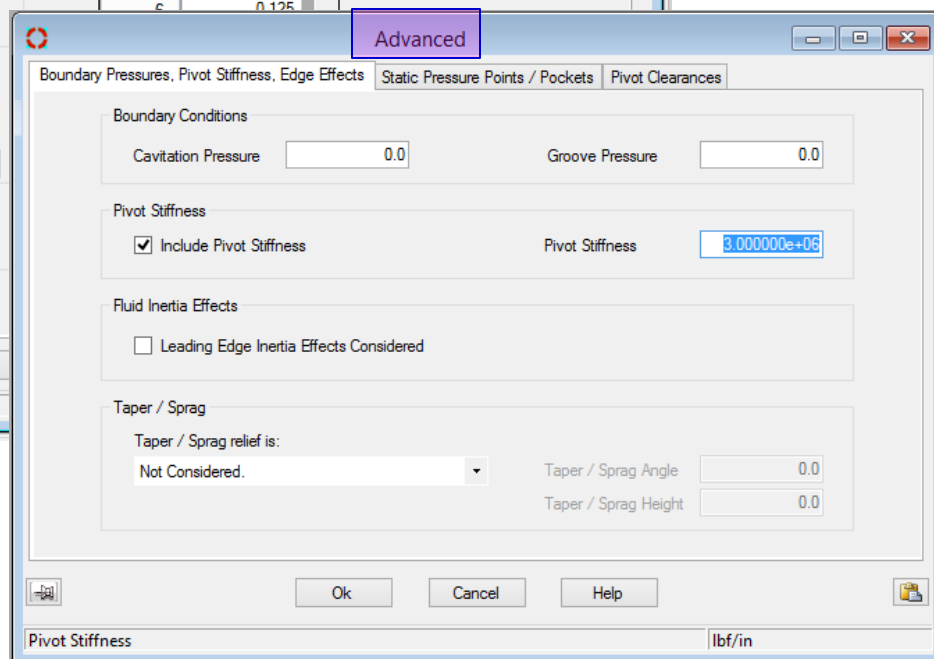 6 0.125
Advanced
Boundary Pressures, Pivot Stiffness, Edge Effects Static Pressure Points / Pockets Pivot Clearances
Boundary Conditions
Cavitation Pressure 0.0 Groove Pressure 0.0
Pivot Stiffness
Include Pivot Stiffness Pivot Stiffness 3.000000e+06
Fluid Inertia Effects
Leading Edge Inertia Effects Considered
Taper / Sprag
Taper / Sprag relief is:
Not Considered. Taper / Sprag Angle 0.0
Taper / Sprag Height 0.0
Ok Cancel Help
Pivot Stiffness lbf/in